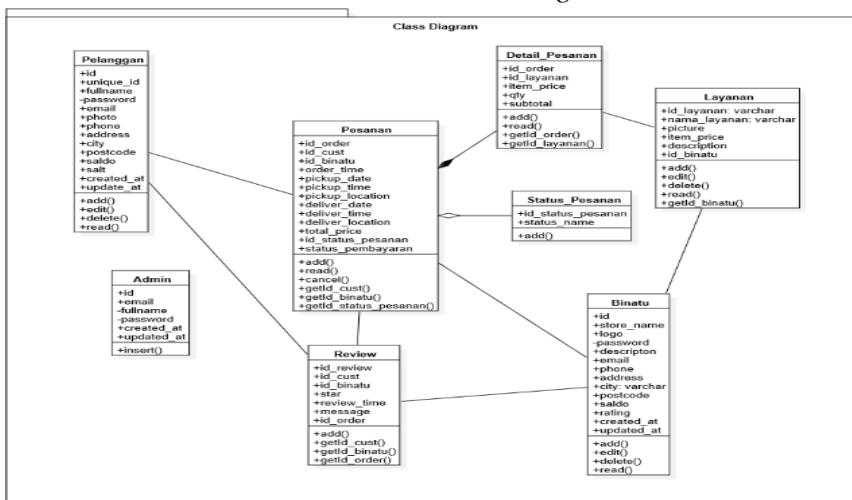 Class Diagram
Pelanggan
+id
+unique_id
+fullname
-password
+email
+photo
+phone
+address
+city
+postcode
+saldo
+salt
+created_at
+update_at
+add()
+edit()
+delete()
+read()
Admin
+id
+email
-fullname
-password
+created_at
+updated_at
+insert()
Pesanan
+id_order
+id_cust
+id_binatu
+order_time
+pickup_date
+pickup_time
+pickup_location
+deliver_date
+deliver_time
+deliver_location
+total_price
+id_status_pesanan
+status_pembayaran
+add()
+read()
+cancel()
+getId_cust()
+getId_binatu()
+getId_status_pesanan()
Review
+id_review
+id_cust
+id_binatu
+star
+review_time
+message
+id_order
+add()
+getId_cust()
+getId_binatu()
+getId_order()
Detail_Pesanan
+id_order
+id_layanan
+item_price
+qty
+subtotal
+add()
+read()
+getId_order()
+getId_layanan()
Status_Pesanan
+id_status_pesanan
+status_name
+add()
Layanan
+id_layanan: varchar
+nama_layanan: varchar
+picture
+item_price
+description
+id_binatu
+add()
+edit()
+delete()
+read()
+getId_binatu()
Binatu
+id
+store_name
+logo
-password
+descripton
+email
+phone
+address
+city: varchar
+postcode
+saldo
+rating
+created_at
+updated_at
+add()
+edit()
+delete()
+read()